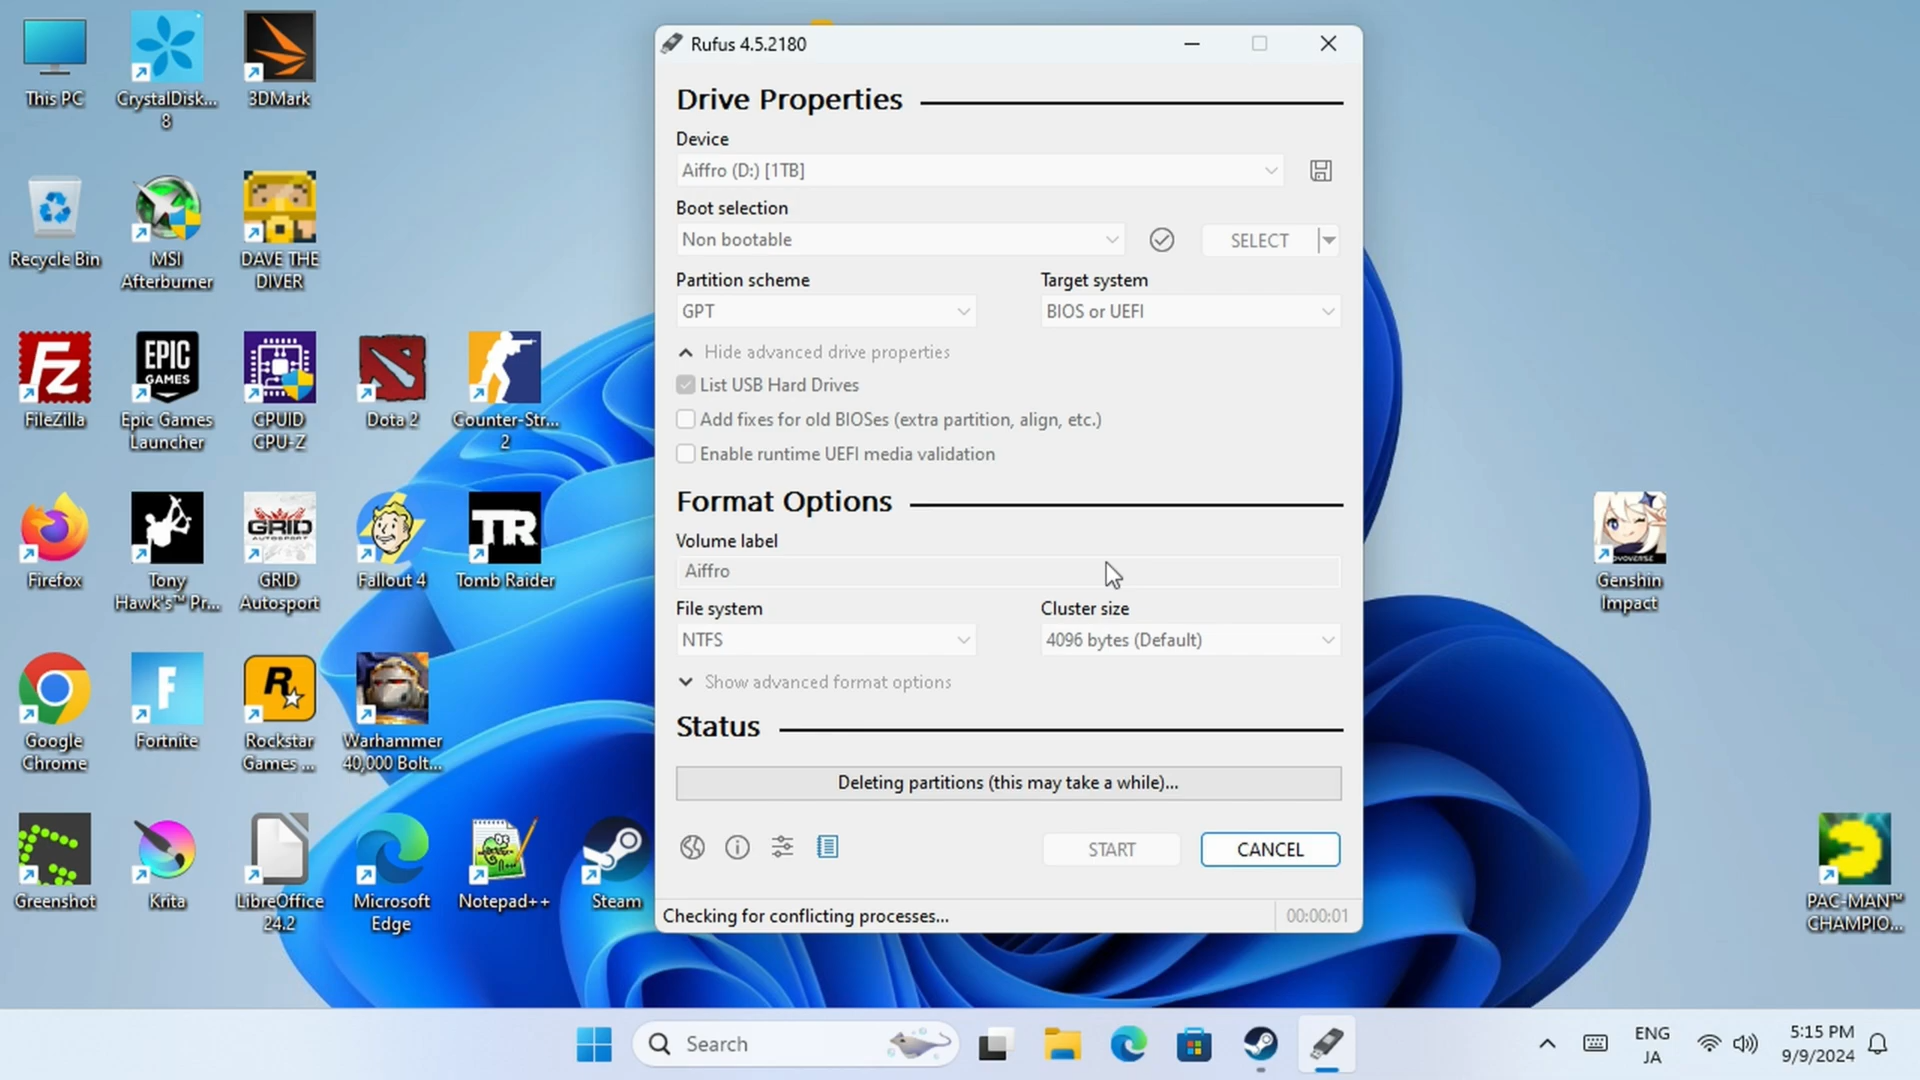 This PC
CrystalDisk...
8
3DMark
Recycle Bin
MSI
Afterburner
DAVE THE
DIVER
FZ
FileZilla
EPIC
GAMES
Epic Games
Launcher
CPUID
CPU-Z
Dota 2
Counter-Str...
2
Firefox
Tony
Hawk's™ Pr...
GRID
AUTOSPORT
GRID
Autosport
Fallout 4
TR
Tomb Raider
Google
Chrome
F
Fortnite
R
Rockstar
Games ...
Warhammer
40,000 Bolt...
Greenshot
Krita
LibreOffice
24.2
Microsoft
Edge
Notepad++
Steam
Rufus 4.5.2180
Drive Properties
Device
Aiffro (D:) [1TB]
Boot selection
Non bootable
SELECT
Partition scheme
Target system
GPT
BIOS or UEFI
Hide advanced drive properties
List USB Hard Drives
Add fixes for old BIOSes (extra partition, align, etc.)
Enable runtime UEFI media validation
Format Options
Volume label
Aiffro
File system
Cluster size
NTFS
4096 bytes (Default)
Show advanced format options
Status
Deleting partitions (this may take a while)...
START
CANCEL
Checking for conflicting processes...
00:00:01
Genshin
Impact
PAC-MAN™
CHAMPIO...
Search
ENG
JA
5:15 PM
9/9/2024